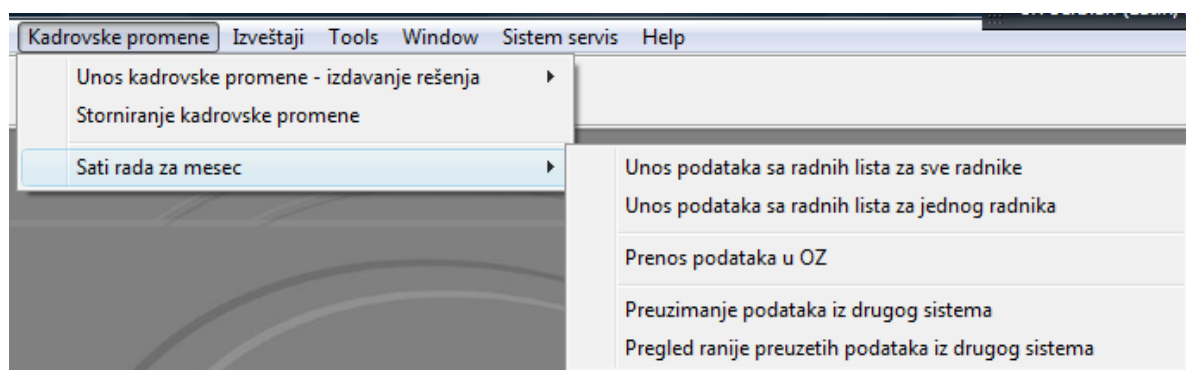 Kadrovske promene Izveštaji Tools Window Sistem servis Help
Unos kadrovske promene - izdavanje rešenja
Storniranje kadrovske promene
Sati rada za mesec
Unos podataka sa radnih lista za sve radnike
Unos podataka sa radnih lista za jednog radnika
Prenos podataka u OZ
Preuzimanje podataka iz drugog sistema
Pregled ranije preuzetih podataka iz drugog sistema